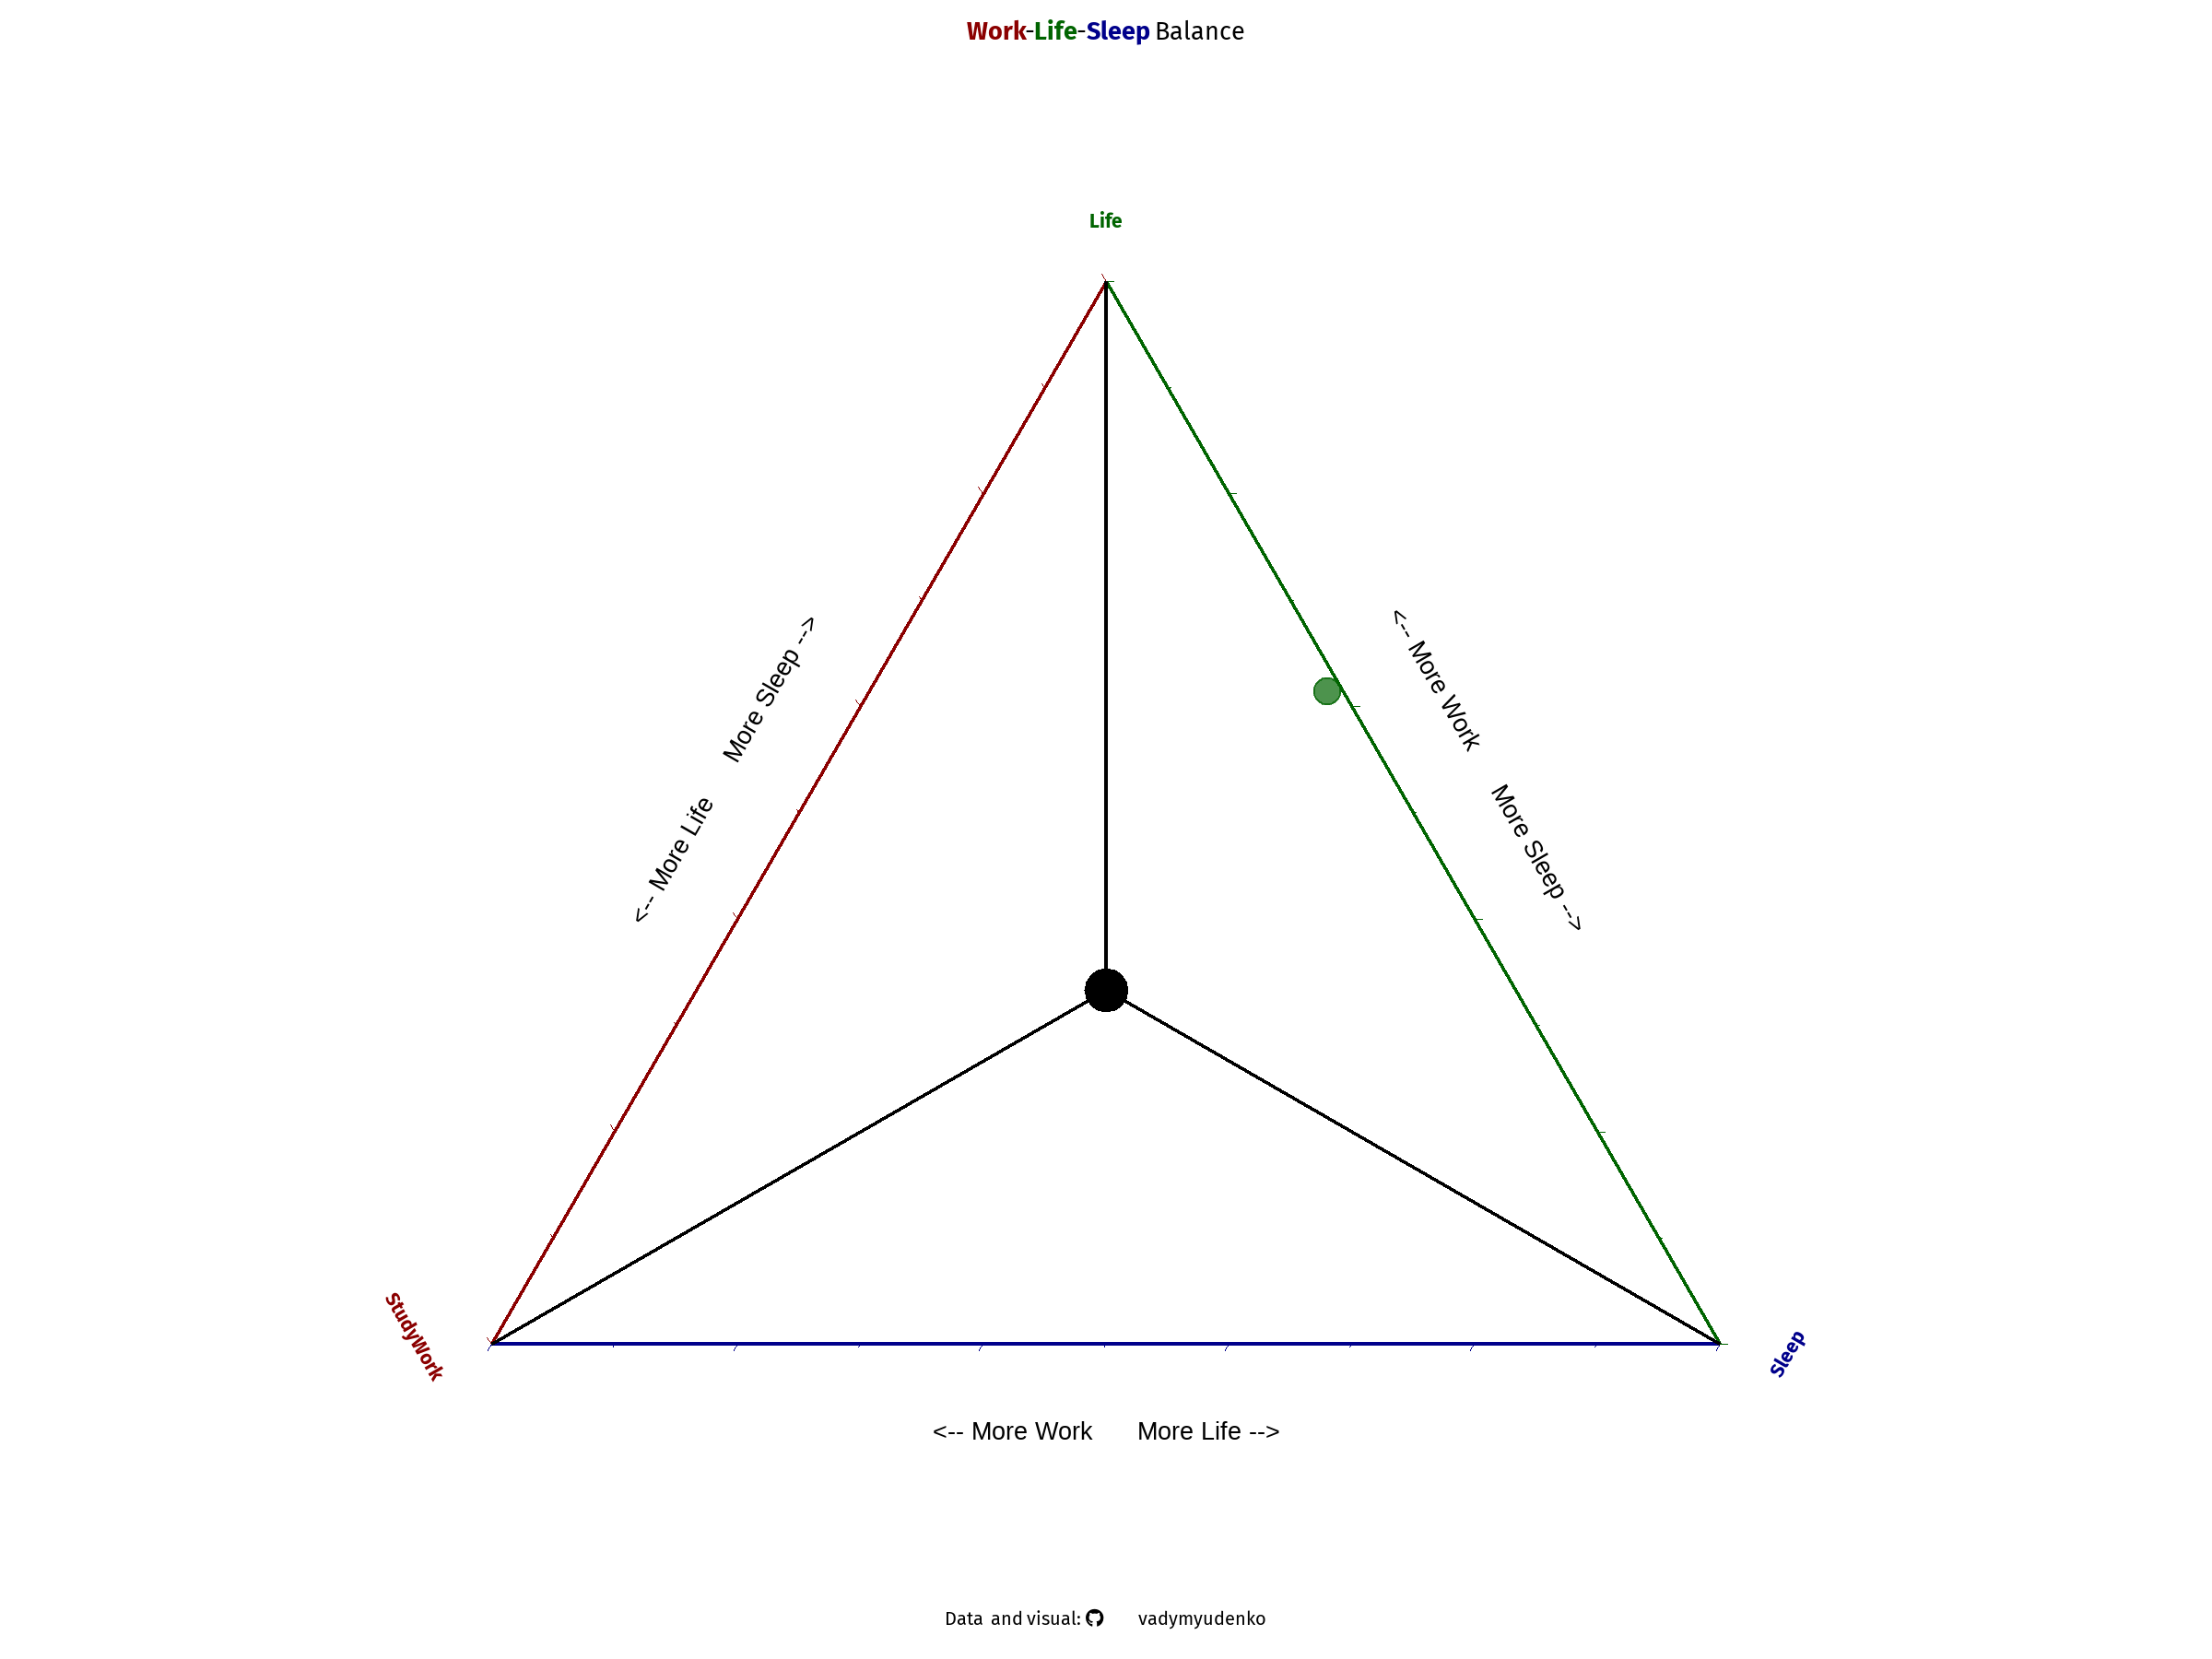 Work-Life-Sleep Balance
Life
<-- More Life More Sleep -->
<-- More Work More Sleep -->
StudyWork
Sleep
<-- More Work More Life -->
Data and visual: vadymyudenko